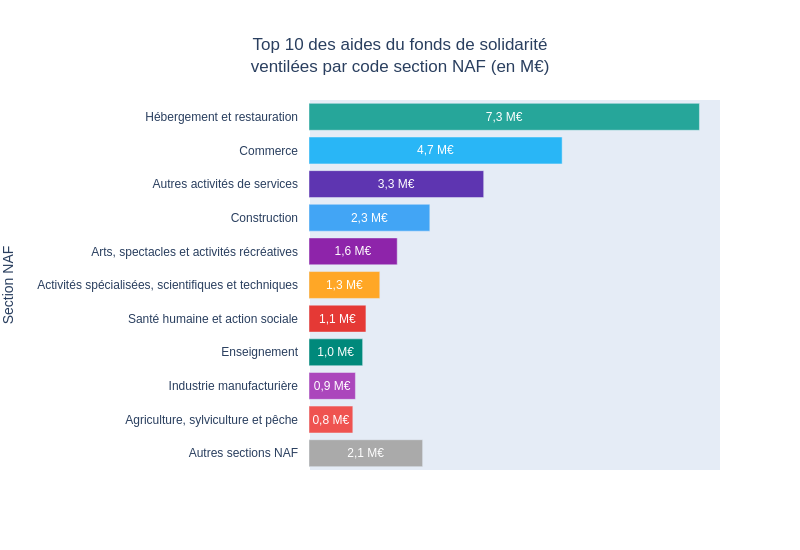 Top 10 des aides du fonds de solidarité
ventilées par code section NAF (en M€)
Section NAF
Hébergement et restauration 7,3 M€
Commerce 4,7 M€
Autres activités de services 3,3 M€
Construction 2,3 M€
Arts, spectacles et activités récréatives 1,6 M€
Activités spécialisées, scientifiques et techniques 1,3 M€
Santé humaine et action sociale 1,1 M€
Enseignement 1,0 M€
Industrie manufacturière 0,9 M€
Agriculture, sylviculture et pêche 0,8 M€
Autres sections NAF 2,1 M€